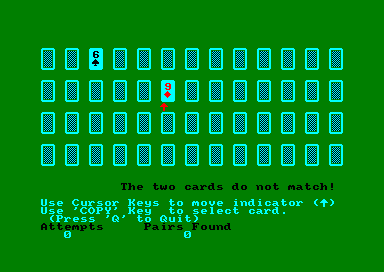 6
9
The two cards do not match!
Use Cursor Keys to move indicator (↑)
Use 'COPY' Key to select card.
(Press 'Q' to Quit)
Attempts Pairs Found
0 0